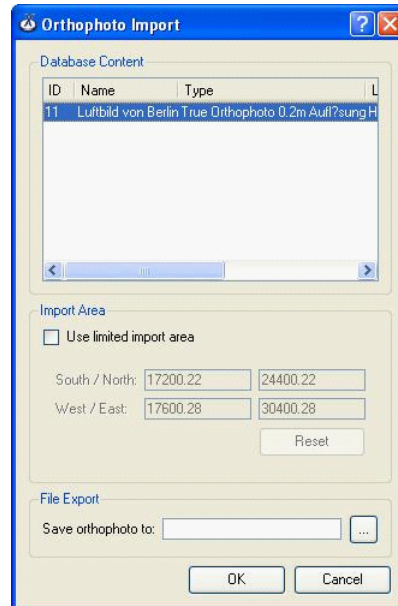 Orthophoto Import
Database Content
ID Name Type L
11 Luftbild von Berlin True Orthophoto 0.2m Aufl?sung H
Import Area
Use limited import area
South / North: 17200.22 24400.22
West / East: 17600.28 30400.28
Reset
File Export
Save orthophoto to: ...
OK Cancel